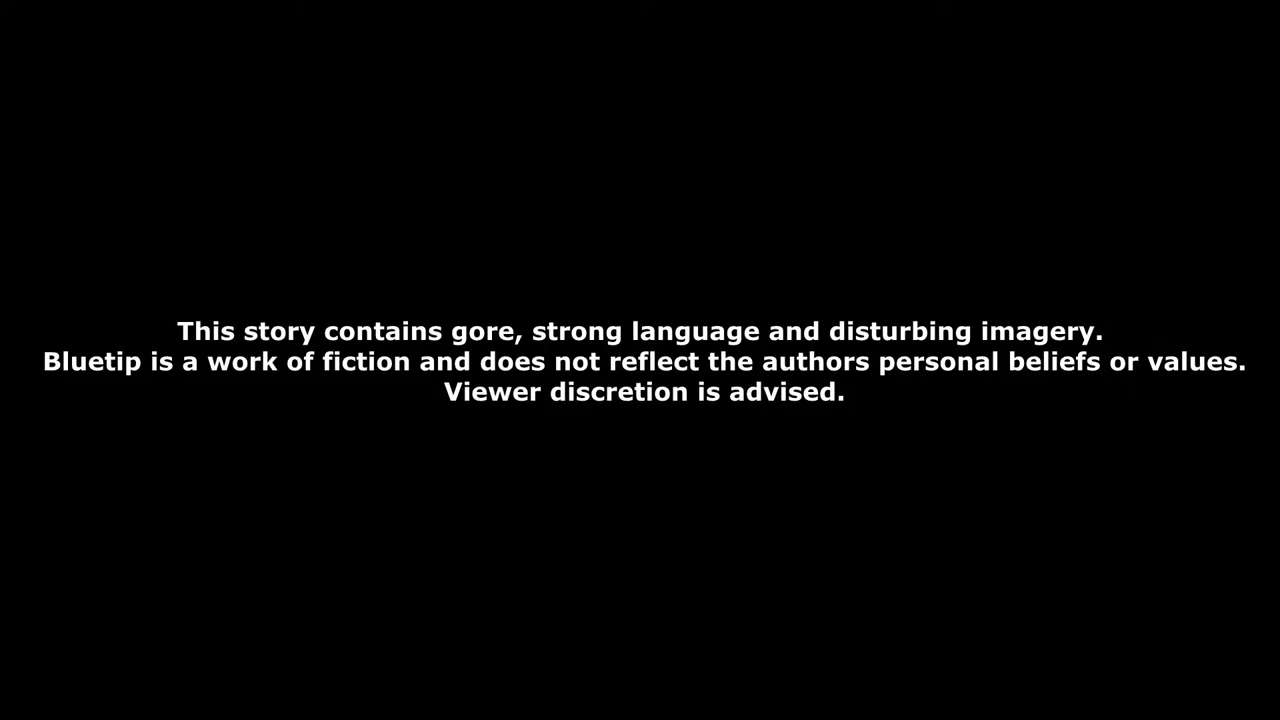 This story contains gore, strong language and disturbing imagery.
Bluetip is a work of fiction and does not reflect the authors personal beliefs or values.
Viewer discretion is advised.